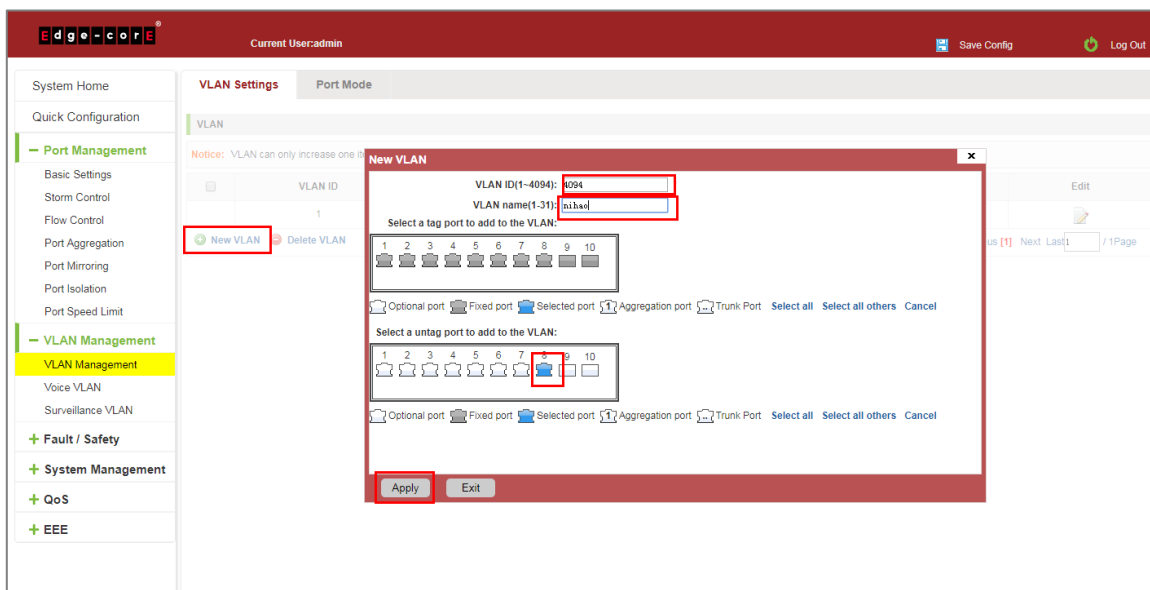 Edge-corE®
Current User:admin
Save Config
Log Out
System Home
Quick Configuration
− Port Management
Basic Settings
Storm Control
Flow Control
Port Aggregation
Port Mirroring
Port Isolation
Port Speed Limit
− VLAN Management
VLAN Management
Voice VLAN
Surveillance VLAN
+ Fault / Safety
+ System Management
+ QoS
+ EEE
VLAN Settings Port Mode
VLAN
Notice: VLAN can only increase one
VLAN ID Edit
1
New VLAN Delete VLAN
[1] Next Last 1 / 1Page
New VLAN x
VLAN ID(1~4094): 4094
VLAN name(1-31): nihao
Select a tag port to add to the VLAN:
1 2 3 4 5 6 7 8 9 10
Optional port Fixed port Selected port 1 Aggregation port Trunk Port Select all Select all others Cancel
Select a untag port to add to the VLAN:
1 2 3 4 5 6 7 8 9 10
Optional port Fixed port Selected port 1 Aggregation port Trunk Port Select all Select all others Cancel
Apply Exit